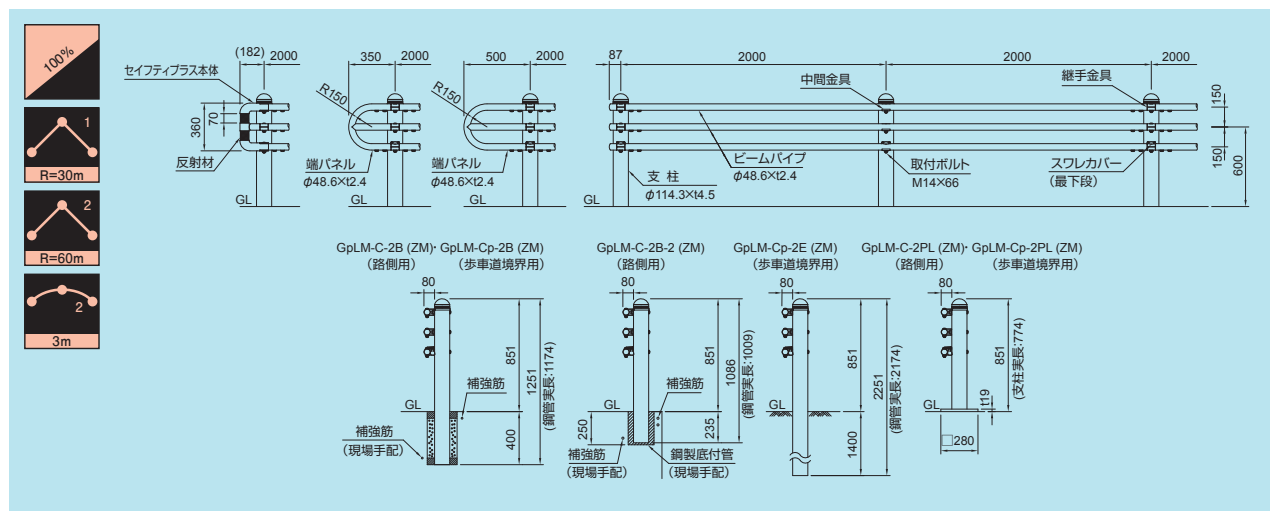 100%
1
R=30m
2
R=60m
2
3m
(182)
2000
セイフティプラス本体
360
70
反射材
GL
350
2000
R150
端パネル
φ48.6×t2.4
GL
500
2000
R150
端パネル
φ48.6×t2.4
GL
87
2000
2000
2000
中間金具
継手金具
150
150
600
ビームパイプ
φ48.6×t2.4
支 柱
φ114.3×t4.5
取付ボルト
M14×66
スワレカバー
(最下段)
GL
GpLM-C-2B (ZM)・GpLM-Cp-2B (ZM)
(路側用)
(歩車道境界用)
80
851
1251
(鋼管実長:1174)
400
GL
補強筋
補強筋
(現場手配)
GpLM-C-2B-2 (ZM)
(路側用)
80
851
1086
(鋼管実長:1009)
235
250
GL
補強筋
補強筋
(現場手配)
鋼製底付管
(現場手配)
GpLM-Cp-2E (ZM)
(歩車道境界用)
80
851
2251
(鋼管実長:2174)
1400
GL
GpLM-C-2PL (ZM)・GpLM-Cp-2PL (ZM)
(路側用)
(歩車道境界用)
80
851
(支柱実長:774)
t19
GL
□280